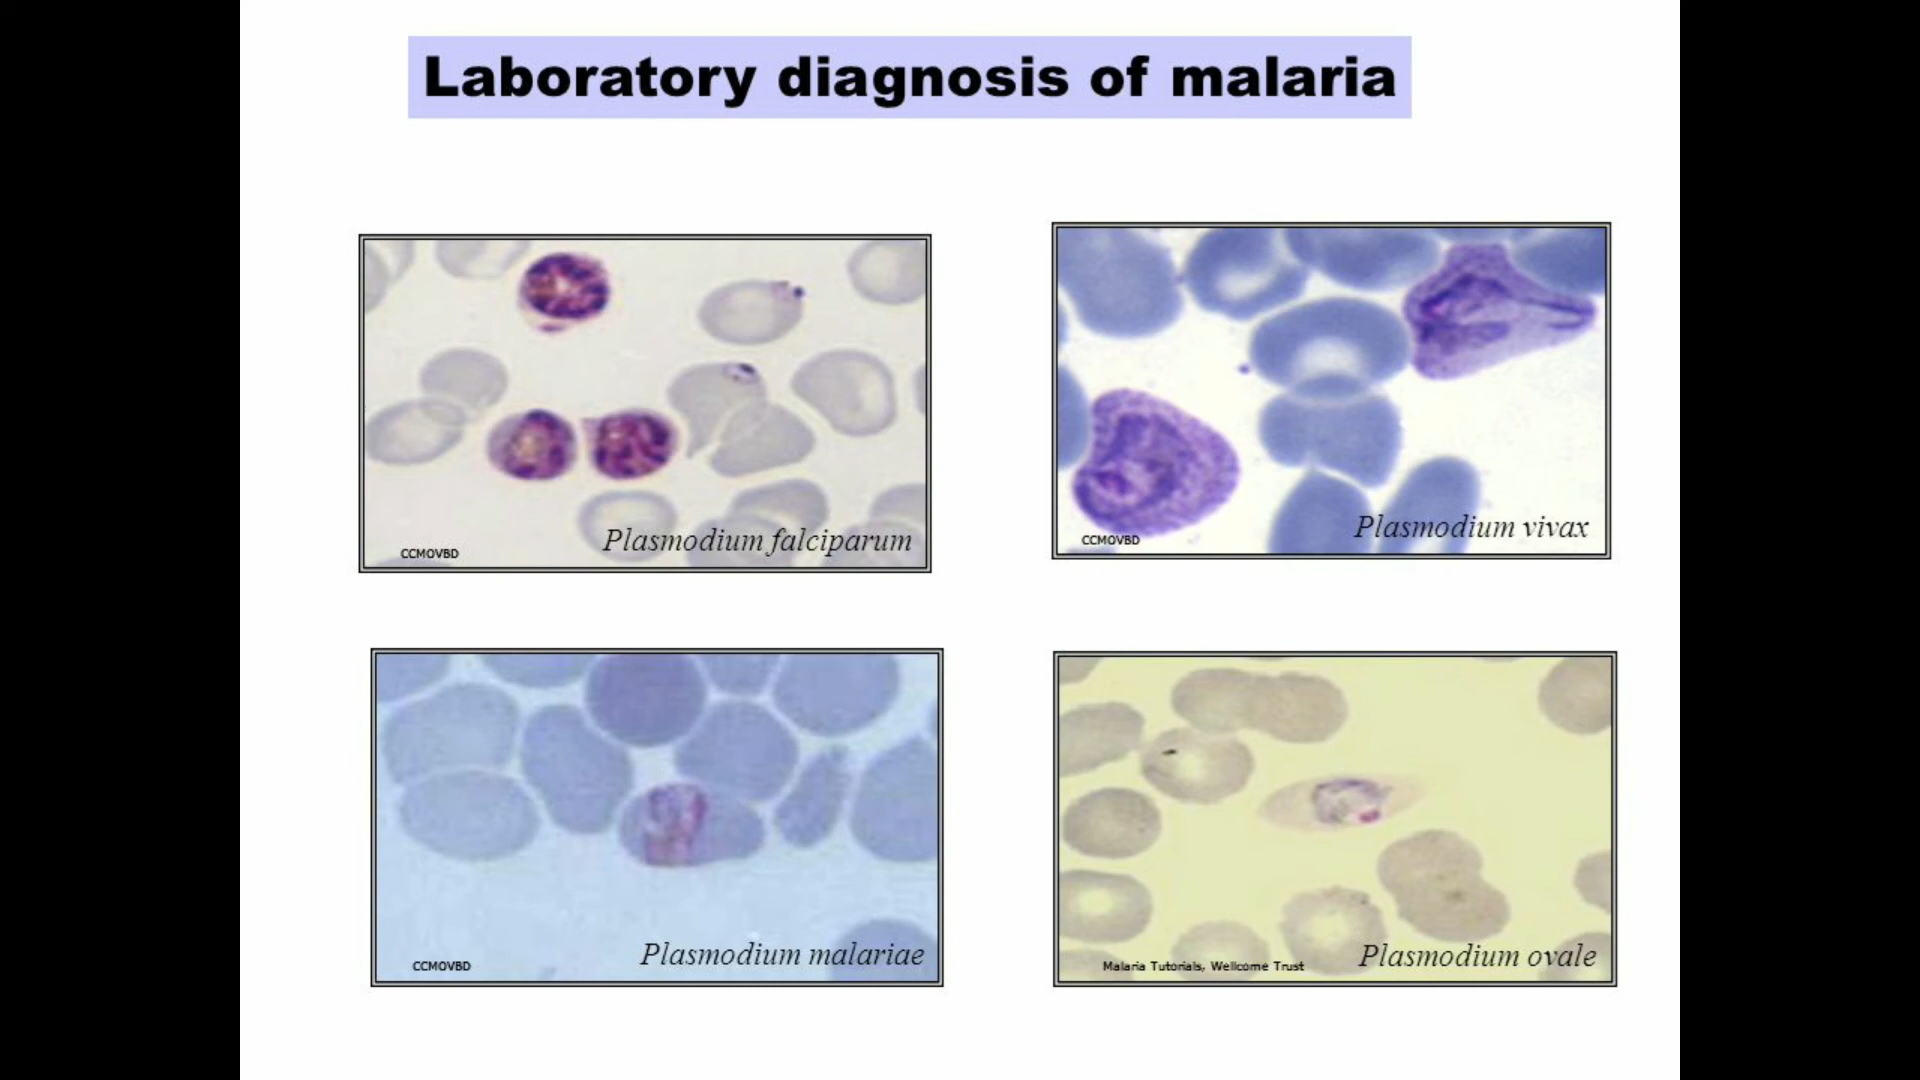 Laboratory diagnosis of malaria
Plasmodium falciparum
CCMOVBD
Plasmodium vivax
CCMOVBD
Plasmodium malariae
CCMOVBD
Plasmodium ovale
Malaria Tutorials, Wellcome Trust